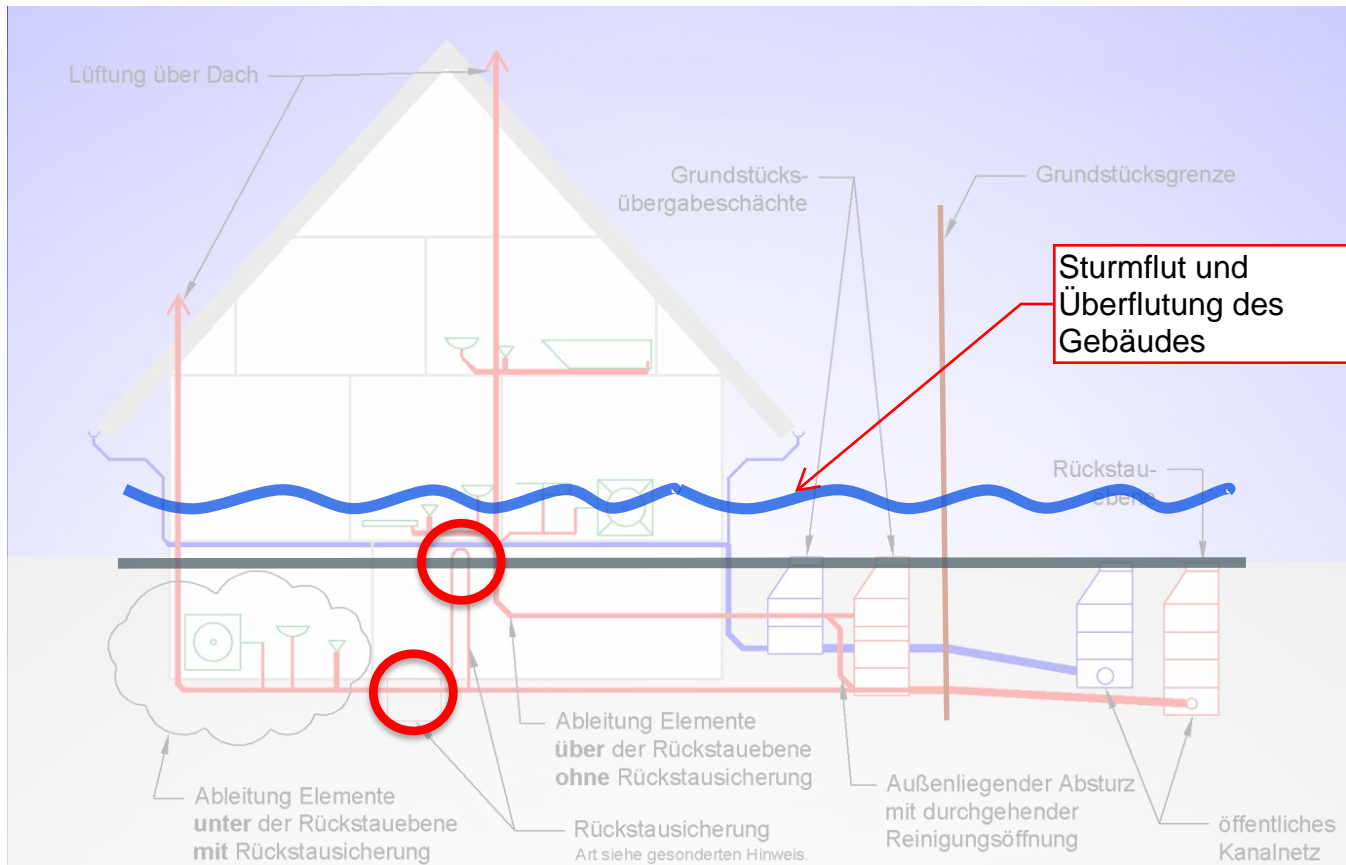 Lüftung über Dach
Grundstücks-
übergabeschächte
Grundstücksgrenze
Sturmflut und
Überflutung des
Gebäudes
Rückstau-
ebene
Ableitung Elemente
über der Rückstauebene
ohne Rückstausicherung
Ableitung Elemente
unter der Rückstauebene
mit Rückstausicherung
Rückstausicherung
Art siehe gesonderten Hinweis.
Außenliegender Absturz
mit durchgehender
Reinigungsöffnung
öffentliches
Kanalnetz